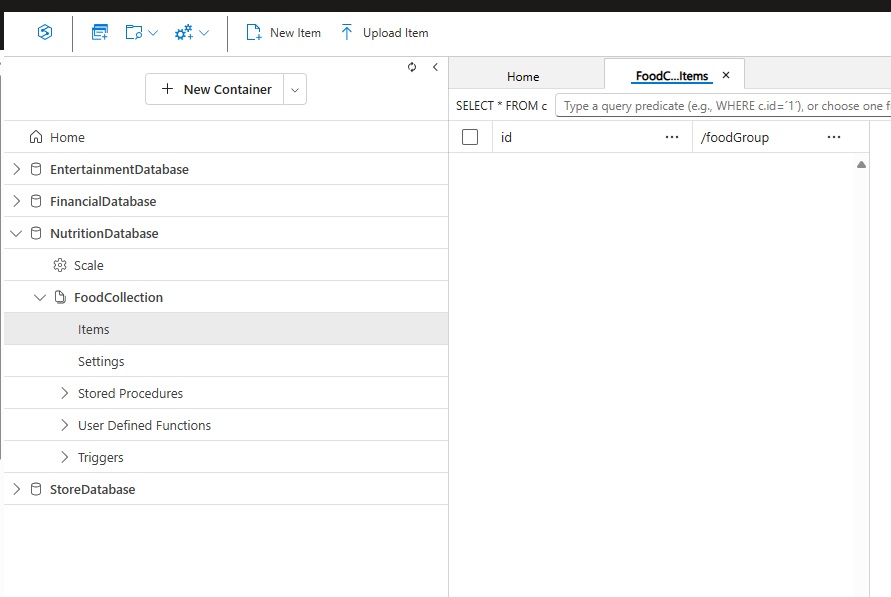 New Item Upload Item
New Container
Home
EntertainmentDatabase
FinancialDatabase
NutritionDatabase
Scale
FoodCollection
Items
Settings
Stored Procedures
User Defined Functions
Triggers
StoreDatabase
Home FoodC...Items
SELECT * FROM c Type a query predicate (e.g., WHERE c.id=´1´), or choose one f
id ... /foodGroup ...